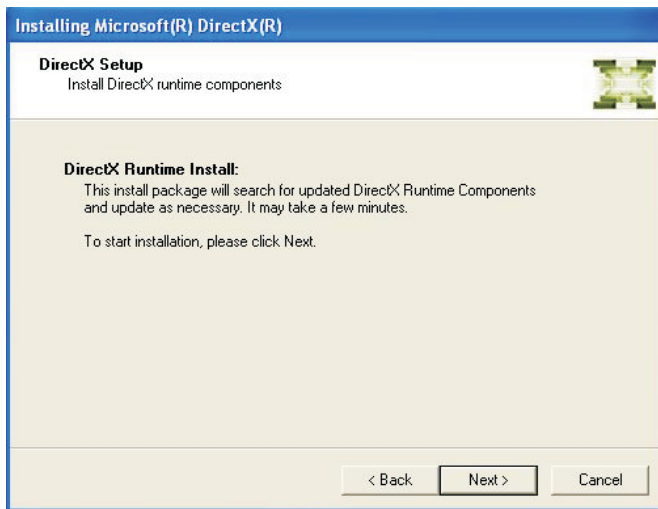 Installing Microsoft(R) DirectX(R)
DirectX Setup
Install DirectX runtime components
DirectX Runtime Install:
This install package will search for updated DirectX Runtime Components
and update as necessary. It may take a few minutes.
To start installation, please click Next.
< Back Next > Cancel